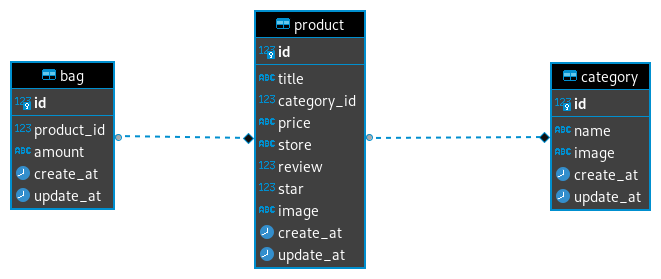 bag
123 id
123 product_id
ABC amount
create_at
update_at
product
123 id
ABC title
123 category_id
ABC price
ABC store
123 review
123 star
ABC image
create_at
update_at
category
123 id
ABC name
ABC image
create_at
update_at